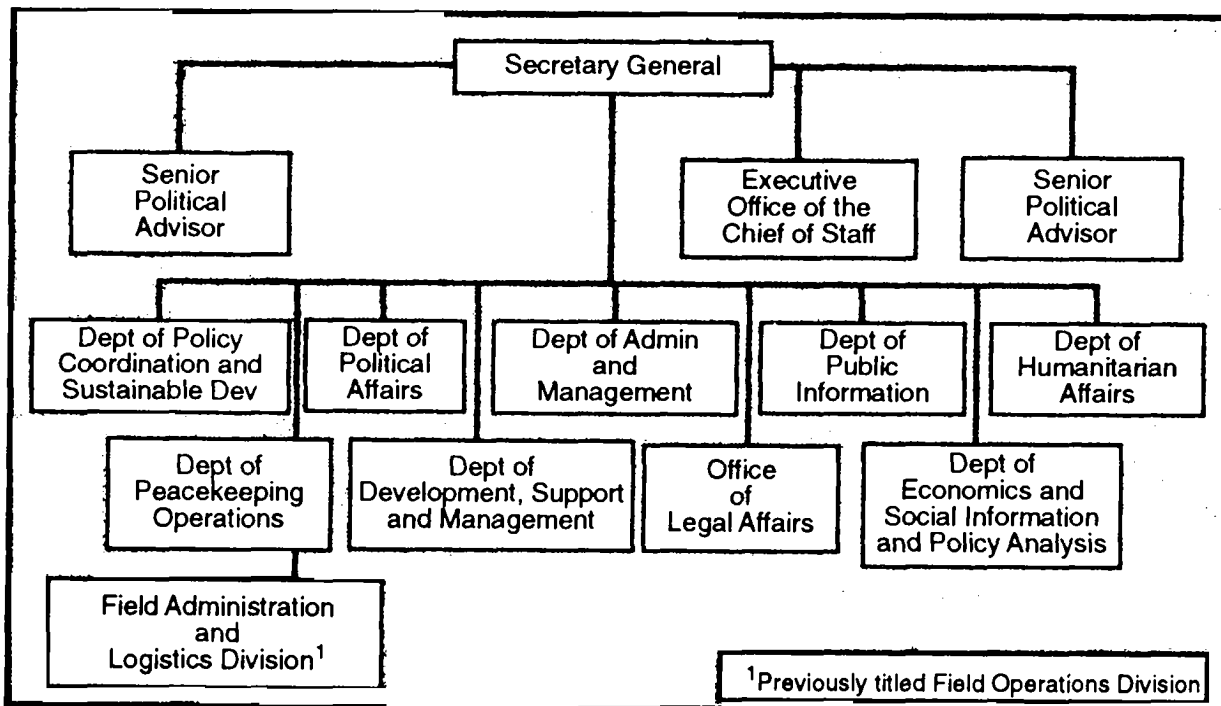 Secretary General
Senior
Political
Advisor
Executive
Office of the
Chief of Staff
Senior
Political
Advisor
Dept of Policy
Coordination and
Sustainable Dev
Dept of
Political
Affairs
Dept of Admin
and
Management
Dept of
Public
Information
Dept of
Humanitarian
Affairs
Dept of
Peacekeeping
Operations
Dept of
Development, Support
and Management
Office
of
Legal Affairs
Dept of
Economics and
Social Information
and Policy Analysis
Field Administration
and
Logistics Division¹
¹Previously titled Field Operations Division